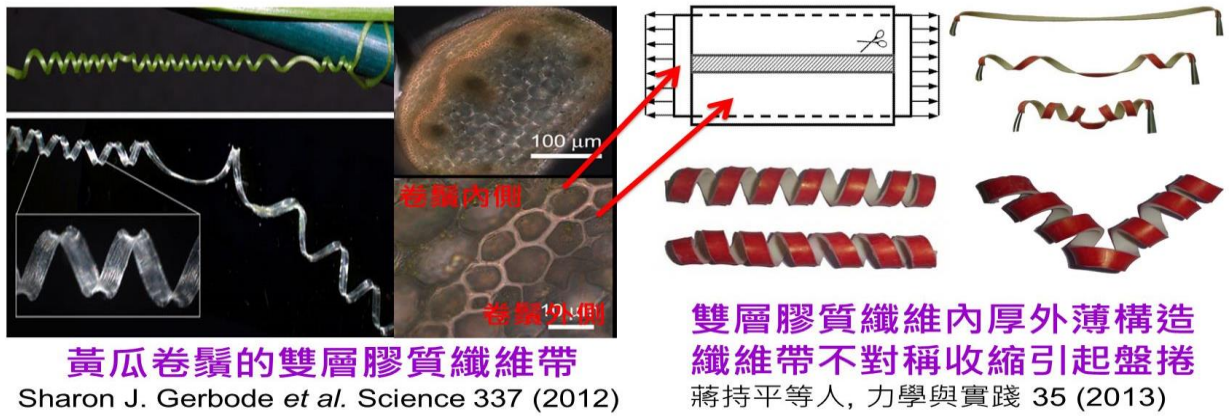 100 μm
卷鬚內側
卷鬚外側
10 μm
黃瓜卷鬚的雙層膠質纖維帶
Sharon J. Gerbode et al. Science 337 (2012)
雙層膠質纖維內厚外薄構造
纖維帶不對稱收縮引起盤捲
蔣持平等人, 力學與實踐 35 (2013)